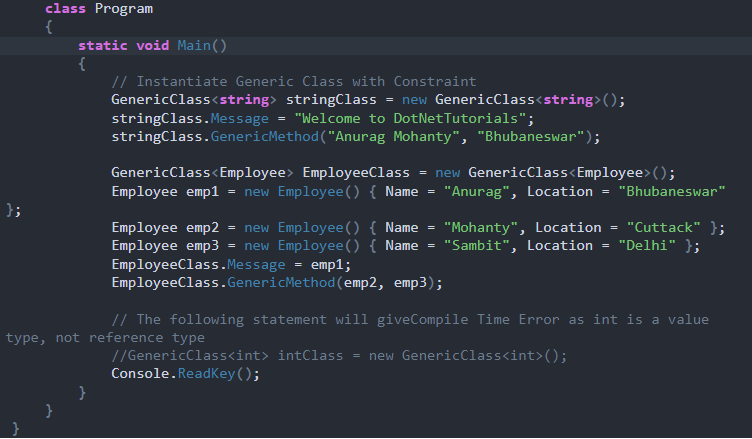 class Program
{
static void Main()
{
// Instantiate Generic Class with Constraint
GenericClass<string> stringClass = new GenericClass<string>();
stringClass.Message = "Welcome to DotNetTutorials";
stringClass.GenericMethod("Anurag Mohanty", "Bhubaneswar");
GenericClass<Employee> EmployeeClass = new GenericClass<Employee>();
Employee emp1 = new Employee() { Name = "Anurag", Location = "Bhubaneswar"
};
Employee emp2 = new Employee() { Name = "Mohanty", Location = "Cuttack" };
Employee emp3 = new Employee() { Name = "Sambit", Location = "Delhi" };
EmployeeClass.Message = emp1;
EmployeeClass.GenericMethod(emp2, emp3);
// The following statement will giveCompile Time Error as int is a value
type, not reference type
//GenericClass<int> intClass = new GenericClass<int>();
Console.ReadKey();
}
}
}